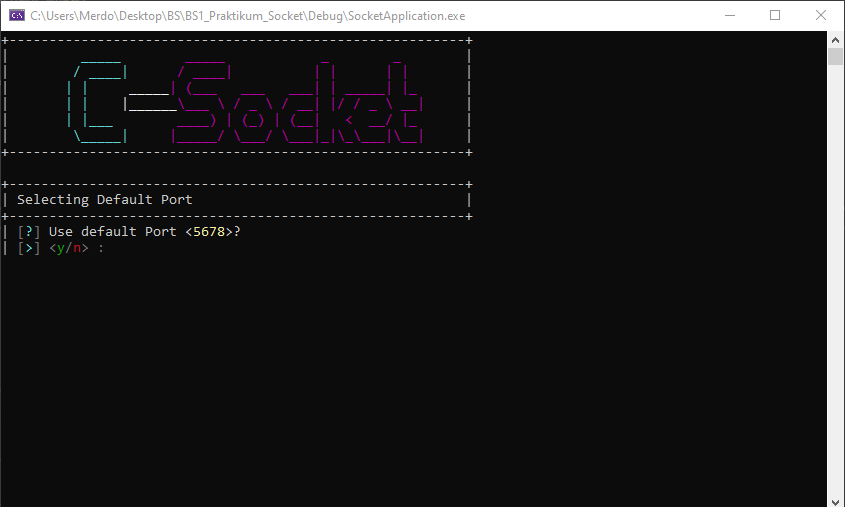 C:\Users\Merdo\Desktop\BS\BS1_Praktikum_Socket\Debug\SocketApplication.exe
C-Socket
Selecting Default Port
[?] Use default Port <5678>?
[>] <y/n> :